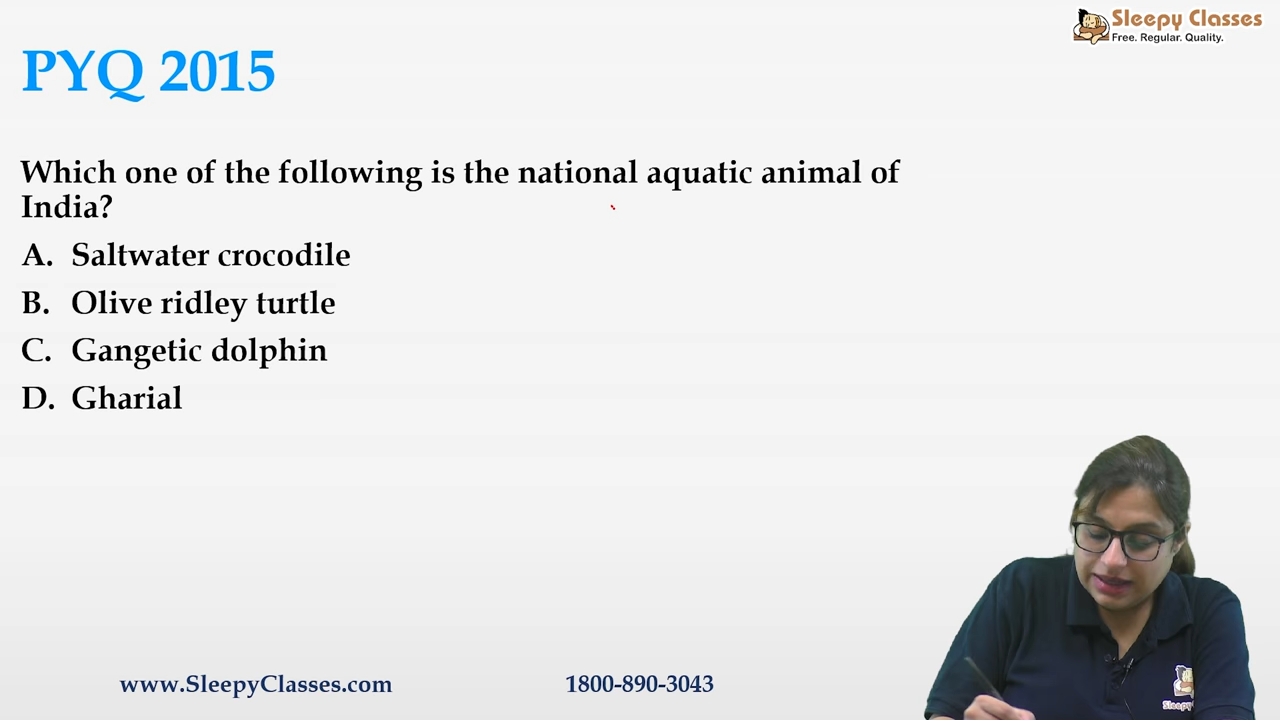 Sleepy Classes
Free. Regular. Quality.
PYQ 2015
Which one of the following is the national aquatic animal of
India?
A. Saltwater crocodile
B. Olive ridley turtle
C. Gangetic dolphin
D. Gharial
www.SleepyClasses.com
1800-890-3043